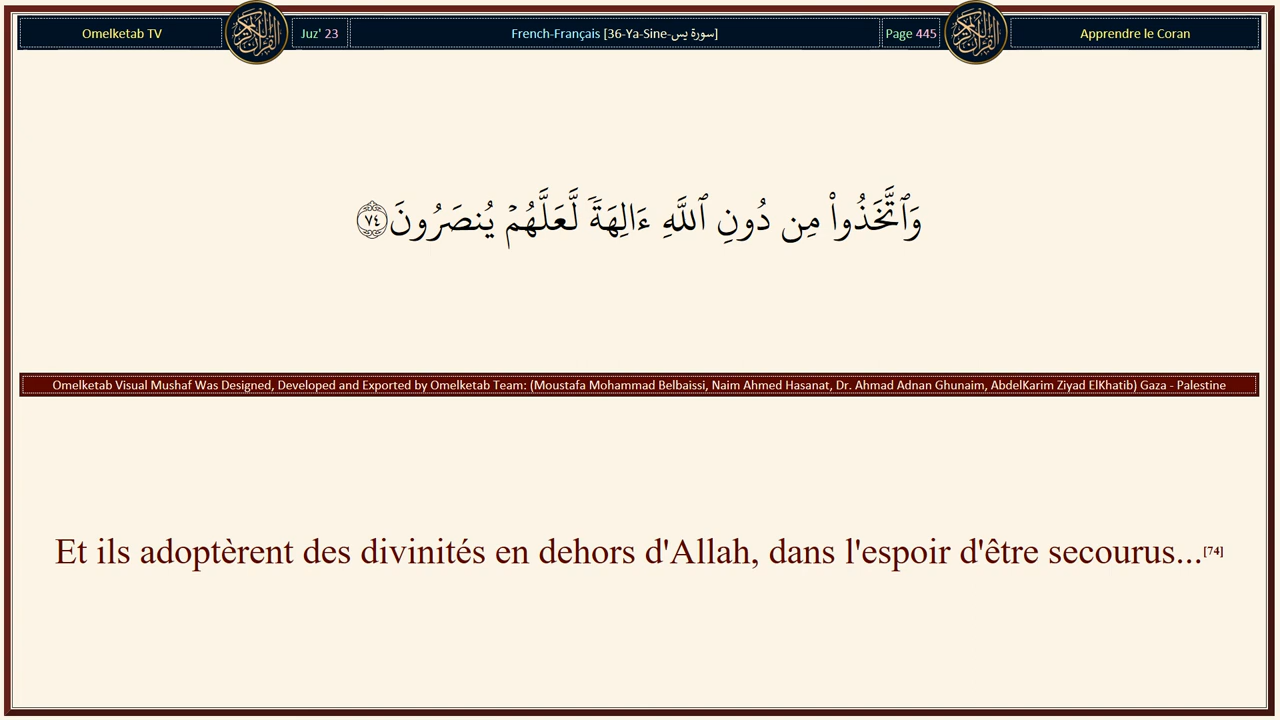 Omelketab TV
Juz' 23
French-Français [36-Ya-Sine-سورة يس]
Page 445
Apprendre le Coran
وَٱتَّخَذُوا۟ مِن دُونِ ٱللَّهِ ءَالِهَةٗ لَّعَلَّهُمۡ يُنصَرُونَ ٧٤
Omelketab Visual Mushaf Was Designed, Developed and Exported by Omelketab Team: (Moustafa Mohammad Belbaissi, Naim Ahmed Hasanat, Dr. Ahmad Adnan Ghunaim, AbdelKarim Ziyad ElKhatib) Gaza - Palestine
Et ils adoptèrent des divinités en dehors d'Allah, dans l'espoir d'être secourus...[74]